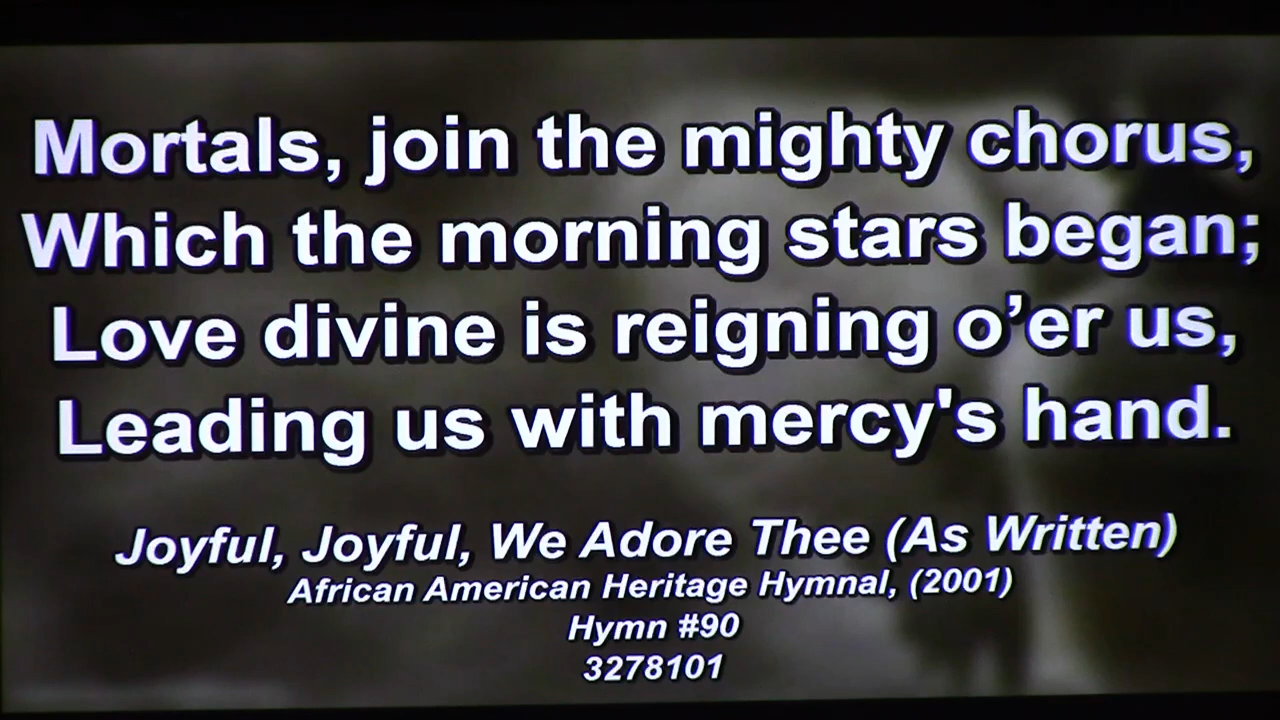 Mortals, join the mighty chorus,
Which the morning stars began;
Love divine is reigning o’er us,
Leading us with mercy's hand.
Joyful, Joyful, We Adore Thee (As Written)
African American Heritage Hymnal, (2001)
Hymn #90
3278101